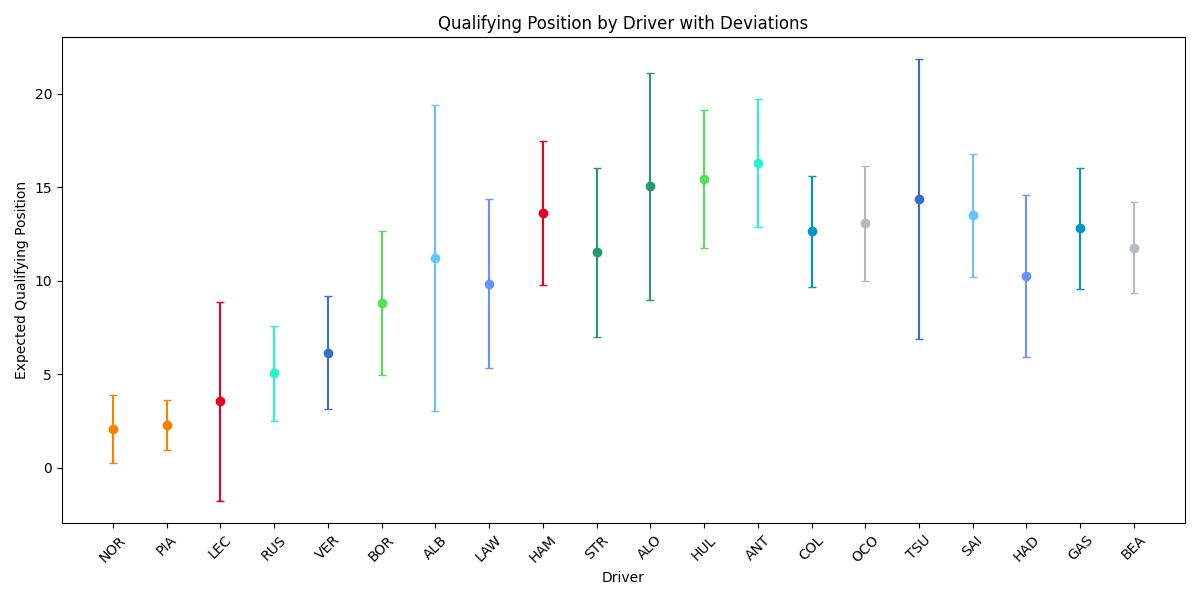 Qualifying Position by Driver with Deviations
Expected Qualifying Position
20
15
10
5
0
NOR PIA LEC RUS VER BOR ALB LAW HAM STR ALO HUL ANT COL OCO TSU SAI HAD GAS BEA
Driver